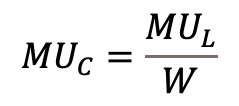 MU_C = MU_L / W